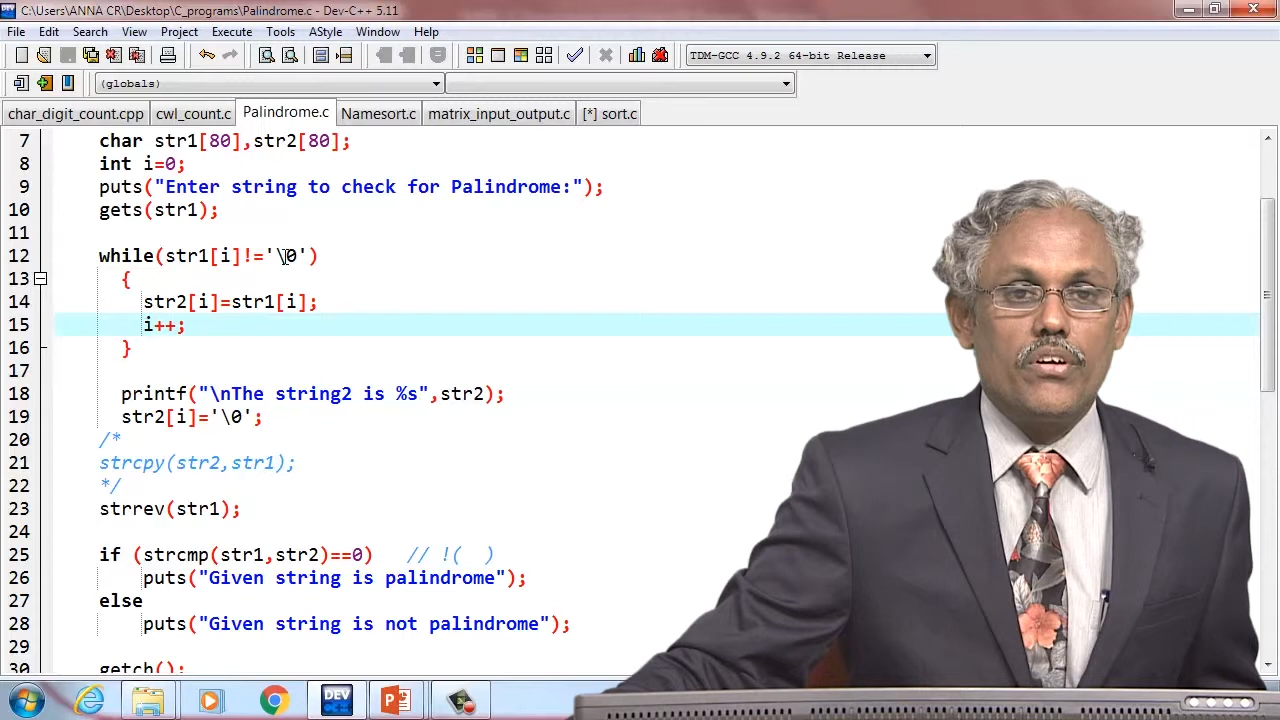 C:\Users\ANNA CR\Desktop\C_programs\Palindrome.c - Dev-C++ 5.11
File Edit Search View Project Execute Tools AStyle Window Help
TDM-GCC 4.9.2 64-bit Release
(globals)
char_digit_count.cpp cwl_count.c Palindrome.c Namesort.c matrix_input_output.c [*] sort.c
7 char str1[80],str2[80];
8 int i=0;
9 puts("Enter string to check for Palindrome:");
10 gets(str1);
11
12 while(str1[i]!='\0')
13 {
14 str2[i]=str1[i];
15 i++;
16 }
17
18 printf("\nThe string2 is %s",str2);
19 str2[i]='\0';
20 /*
21 strcpy(str2,str1);
22 */
23 strrev(str1);
24
25 if (strcmp(str1,str2)==0) // !( )
26 puts("Given string is palindrome");
27 else
28 puts("Given string is not palindrome");
29
30 getch();
DEV